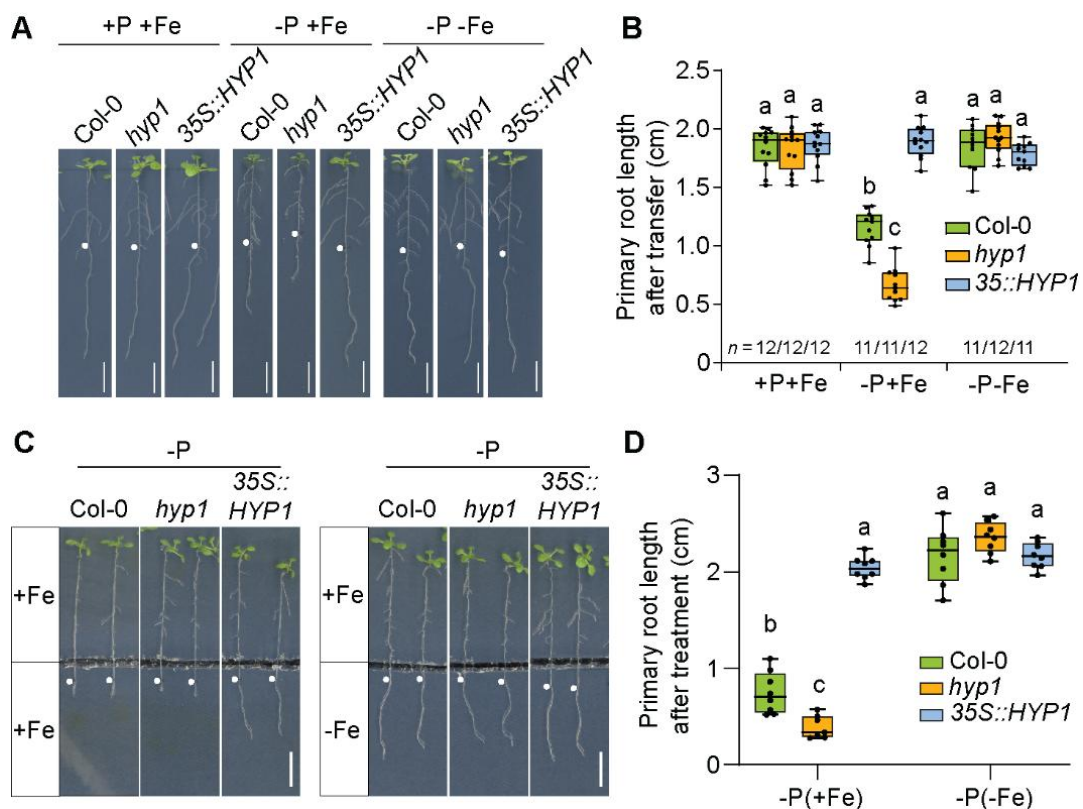 A
+P +Fe
-P +Fe
-P -Fe
Col-0
hyp1
35S::HYP1
Col-0
hyp1
35S::HYP1
Col-0
hyp1
35S::HYP1
B
Primary root length
after transfer (cm)
2.5
2.0
1.5
1.0
0.5
0
a a a
b
c
a
a a a
Col-0
hyp1
35::HYP1
n = 12/12/12 11/11/12 11/12/11
+P+Fe -P+Fe -P-Fe
C
-P
Col-0 hyp1 35S::
HYP1
+Fe
+Fe
-P
Col-0 hyp1 35S::
HYP1
+Fe
-Fe
D
Primary root length
after treatment (cm)
3
2
1
0
b
c
a
a a a
Col-0
hyp1
35S::HYP1
-P(+Fe) -P(-Fe)